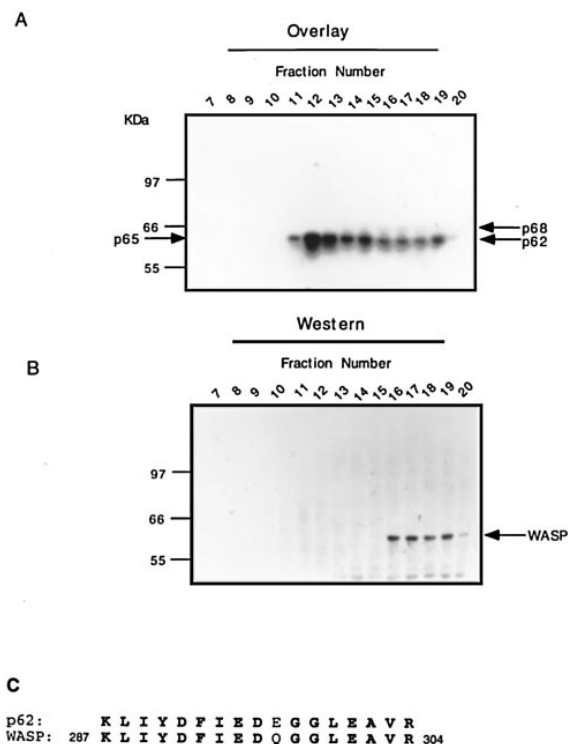 A
Overlay
Fraction Number
7 8 9 10 11 12 13 14 15 16 17 18 19 20
KDa
97
66
p68
p65
p62
55
Western
B
Fraction Number
7 8 9 10 11 12 13 14 15 16 17 18 19 20
97
66
WASP
55
C
p62: K L I Y D F I E D E G G L E A V R
WASP: 287 K L I Y D F I E D Q G G L E A V R 304